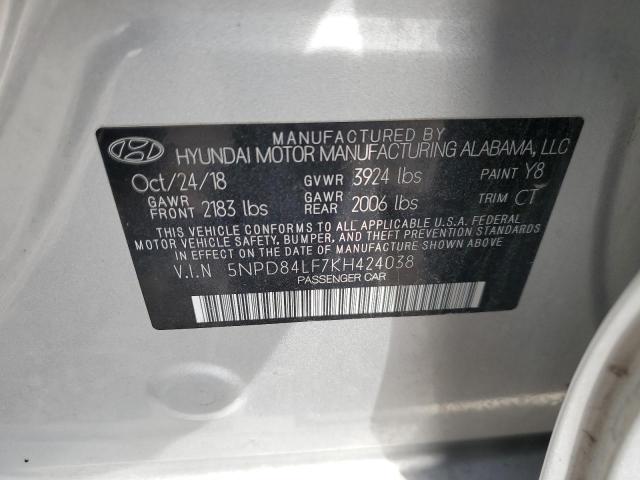 MANUFACTURED BY
HYUNDAI MOTOR MANUFACTURING ALABAMA, LLC
Oct/24/18 GVWR 3924 lbs PAINT Y8
GAWR FRONT 2183 lbs GAWR REAR 2006 lbs TRIM CT
THIS VEHICLE CONFORMS TO ALL APPLICABLE U.S.A. FEDERAL
MOTOR VEHICLE SAFETY, BUMPER, AND THEFT PREVENTION STANDARDS
IN EFFECT ON THE DATE OF MANUFACTURE SHOWN ABOVE.
V.I.N 5NPD84LF7KH424038
PASSENGER CAR